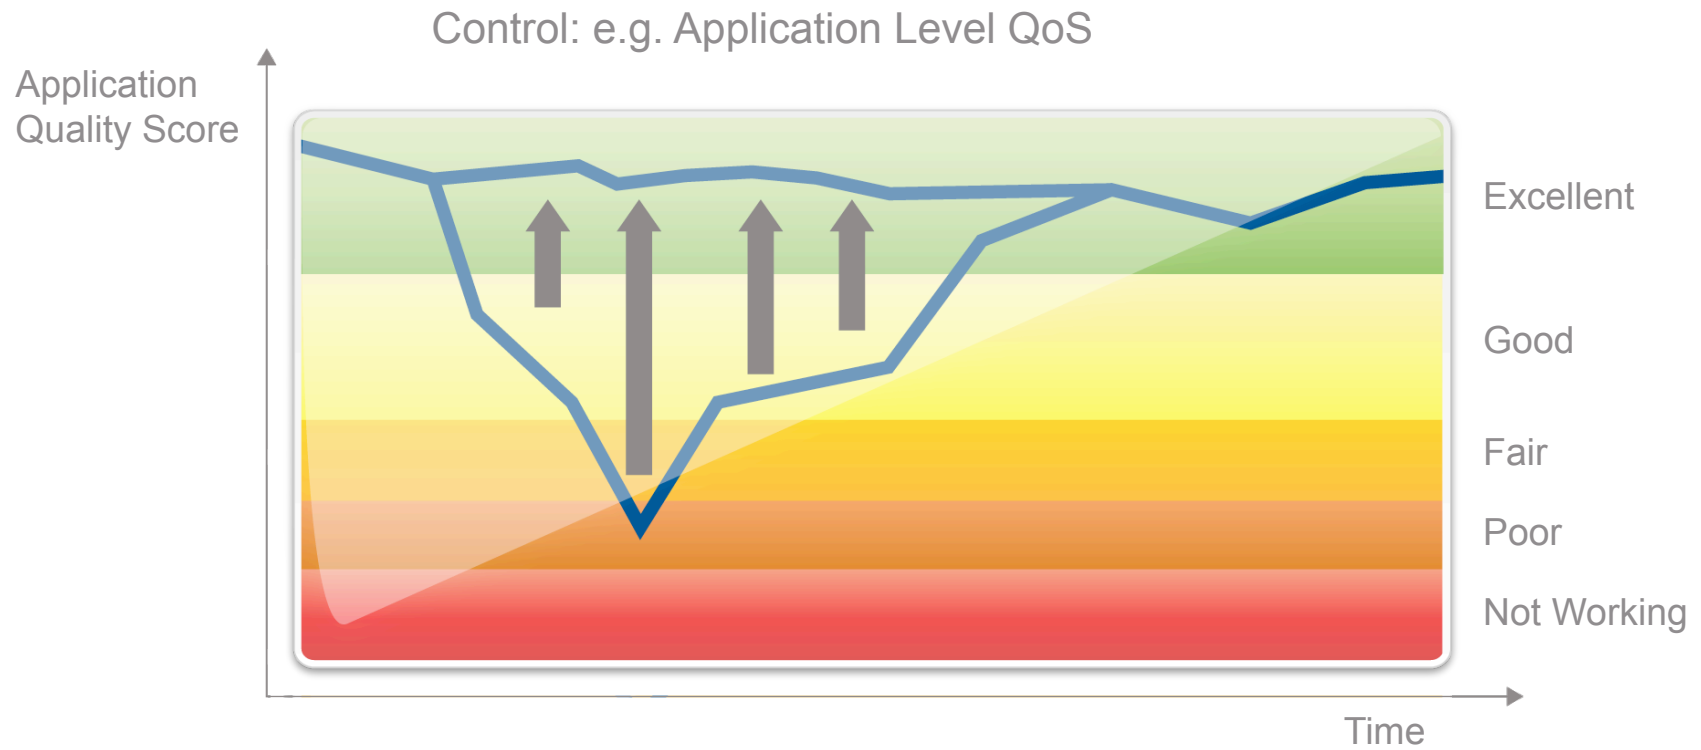 Control: e.g. Application Level QoS
Application
Quality Score
Excellent
Good
Fair
Poor
Not Working
Time